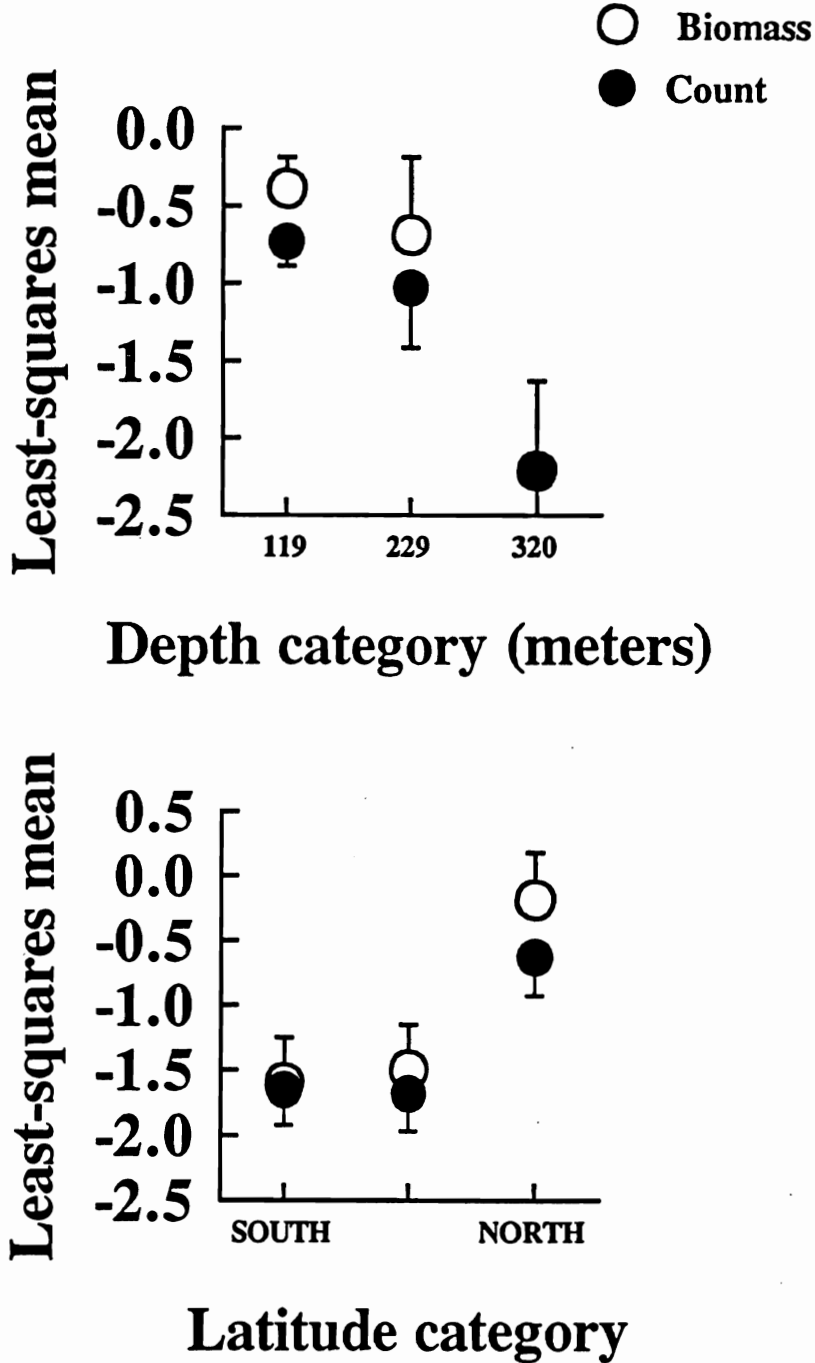 Biomass
Count
Least-squares mean
0.0
-0.5
-1.0
-1.5
-2.0
-2.5
119 229 320
Depth category (meters)
Least-squares mean
0.5
0.0
-0.5
-1.0
-1.5
-2.0
-2.5
SOUTH NORTH
Latitude category